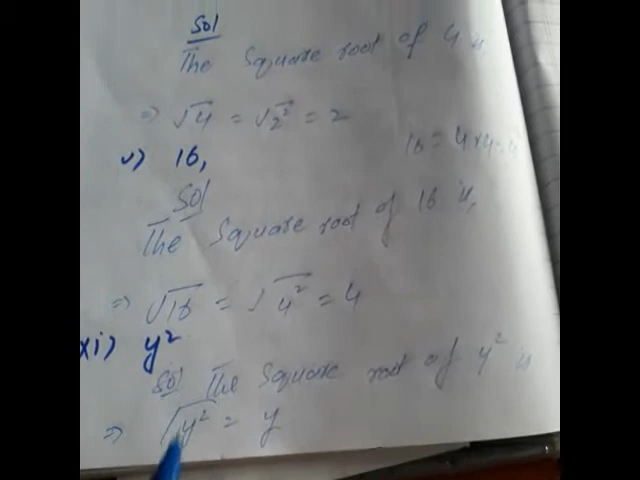 Sol
The Square root of 4 is,
⇒ √4 = √2² = 2
v) 16,
16 = 4×4 = 4²
Sol
The Square root of 16 is,
⇒ √16 = √4² = 4
xi) y²
Sol The Square root of y² is
⇒ √y² = y